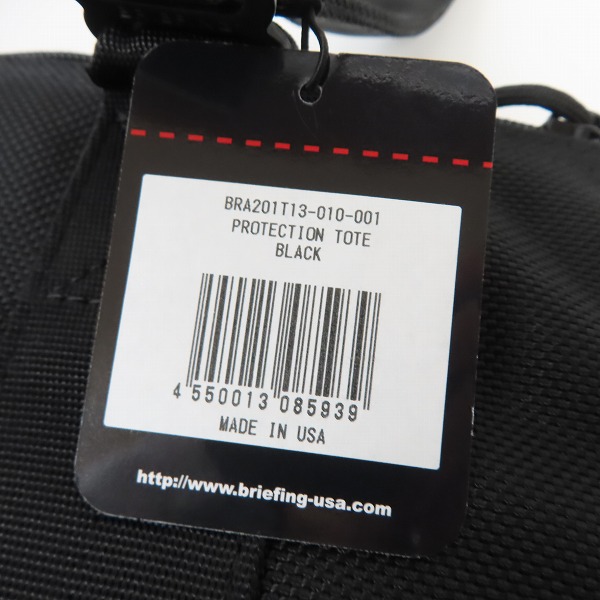 BRA201T13-010-001
PROTECTION TOTE
BLACK
4 550013 085939
MADE IN USA
http://www.briefing-usa.com